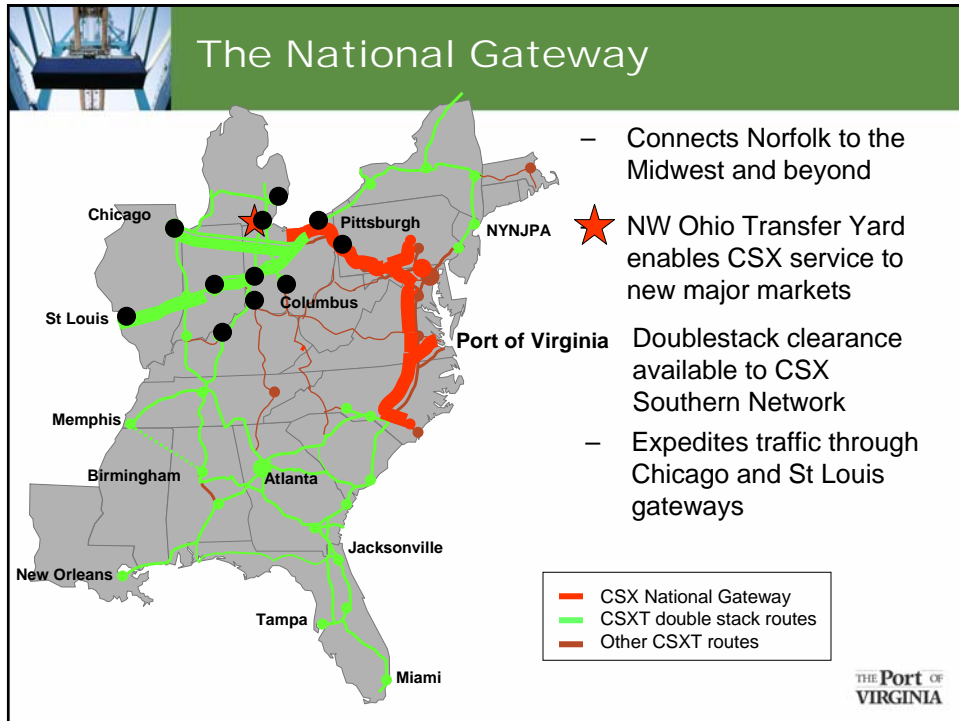 The National Gateway
– Connects Norfolk to the
Midwest and beyond
NW Ohio Transfer Yard
enables CSX service to
new major markets
Doublestack clearance
available to CSX
Southern Network
– Expedites traffic through
Chicago and St Louis
gateways
Chicago
Pittsburgh
NYNJPA
Columbus
St Louis
Port of Virginia
Memphis
Birmingham
Atlanta
Jacksonville
New Orleans
Tampa
Miami
CSX National Gateway
CSXT double stack routes
Other CSXT routes
THE Port OF
VIRGINIA